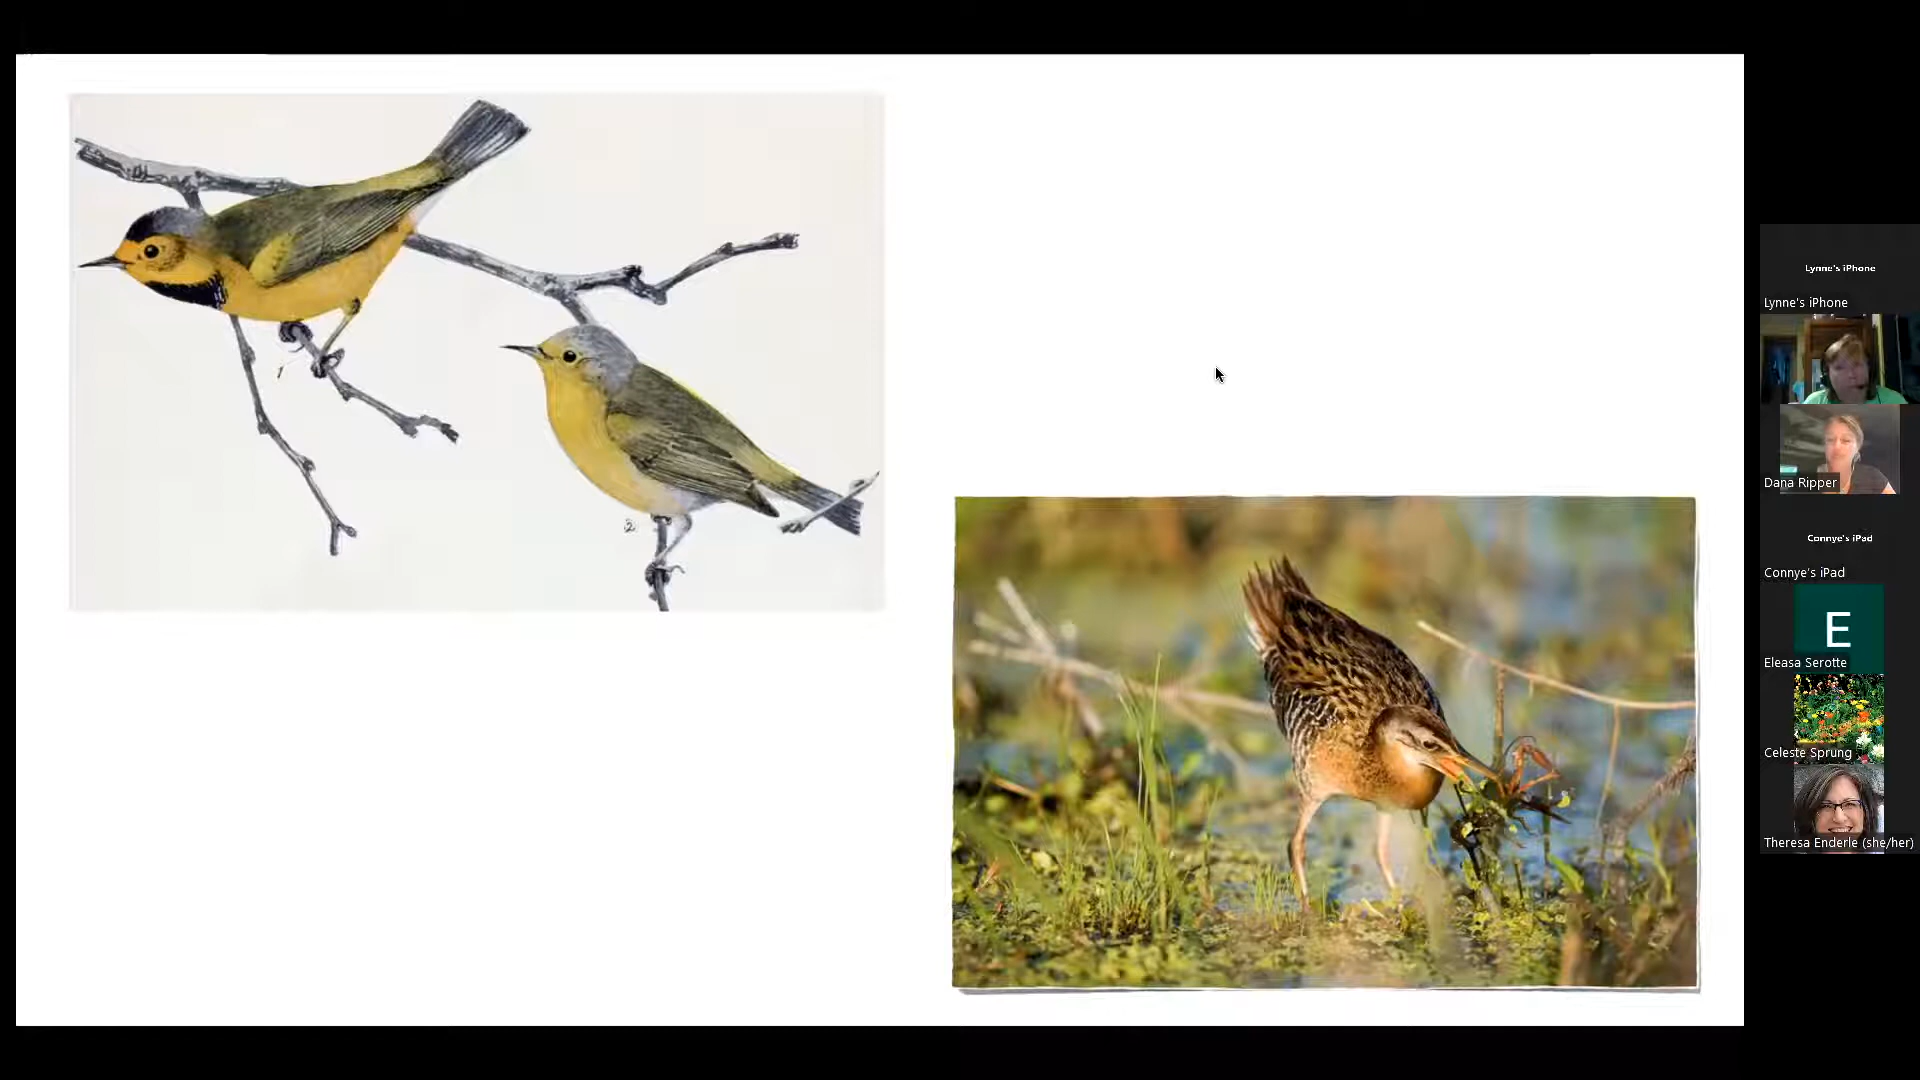 Lynne's iPhone
Lynne's iPhone
Dana Ripper
Connye's iPad
Connye's iPad
E
Eleasa Serotte
Celeste Sprung
Theresa Enderle (she/her)
2